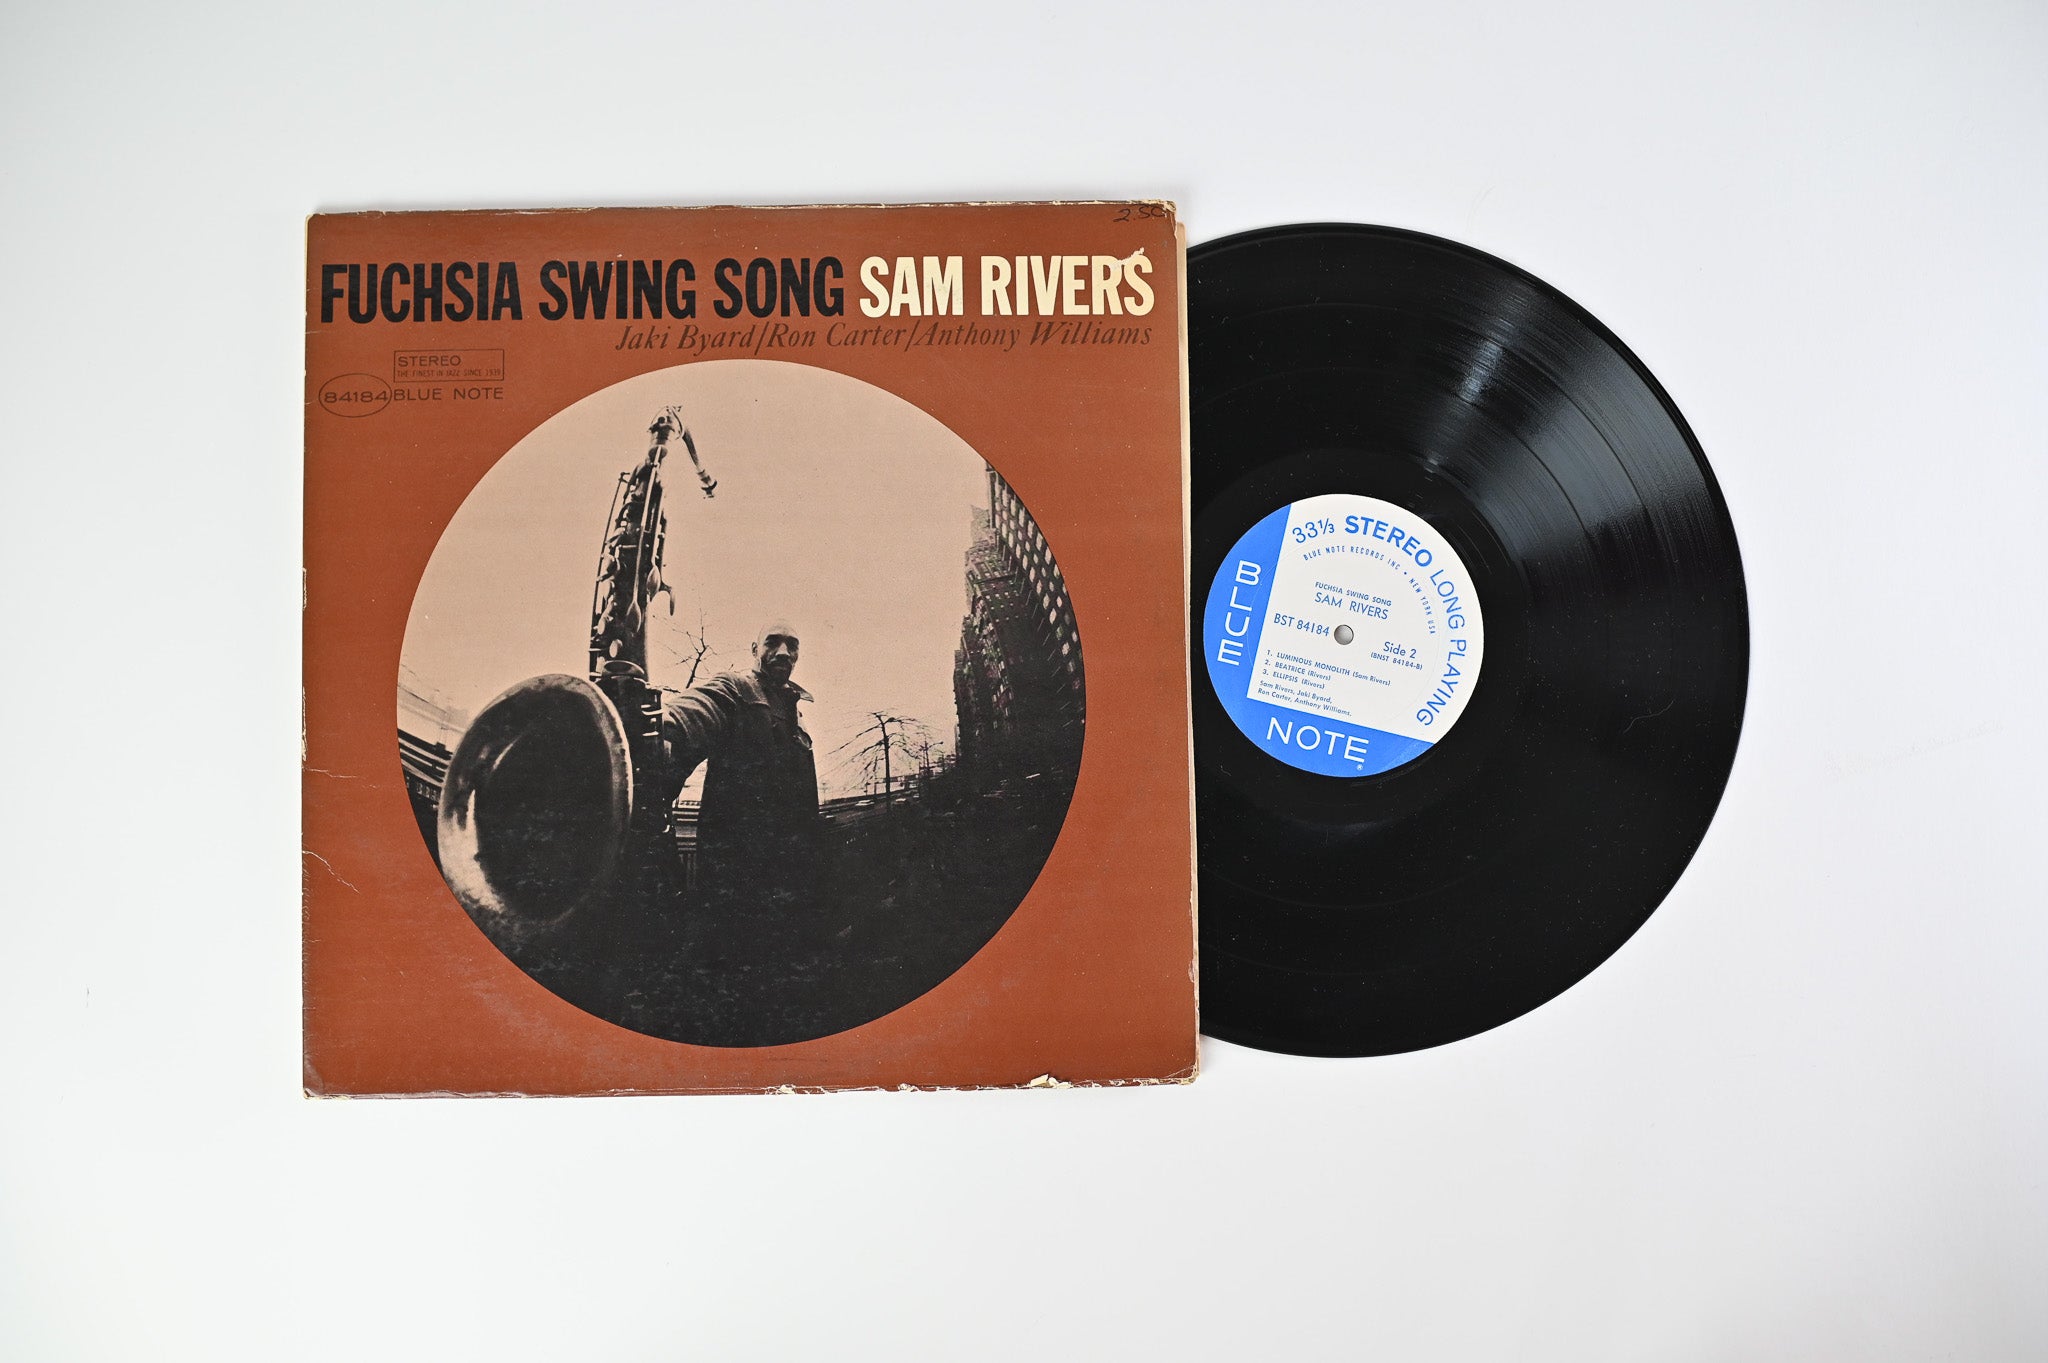 2.50
FUCHSIA SWING SONG SAM RIVERS
Jaki Byard/Ron Carter/Anthony Williams
STEREO
THE FINEST IN JAZZ SINCE 1939
84184 BLUE NOTE
33 1/3 STEREO LONG PLAYING
BLUE NOTE RECORDS INC • NEW YORK USA
FUCHSIA SWING SONG
SAM RIVERS
BST 84184
Side 2
(BNST 84184-B)
1. LUMINOUS MONOLITH (Sam Rivers)
2. BEATRICE (Rivers)
3. ELLIPSIS (Rivers)
Sam Rivers, Jaki Byard,
Ron Carter, Anthony Williams.
BLUE
NOTE
®